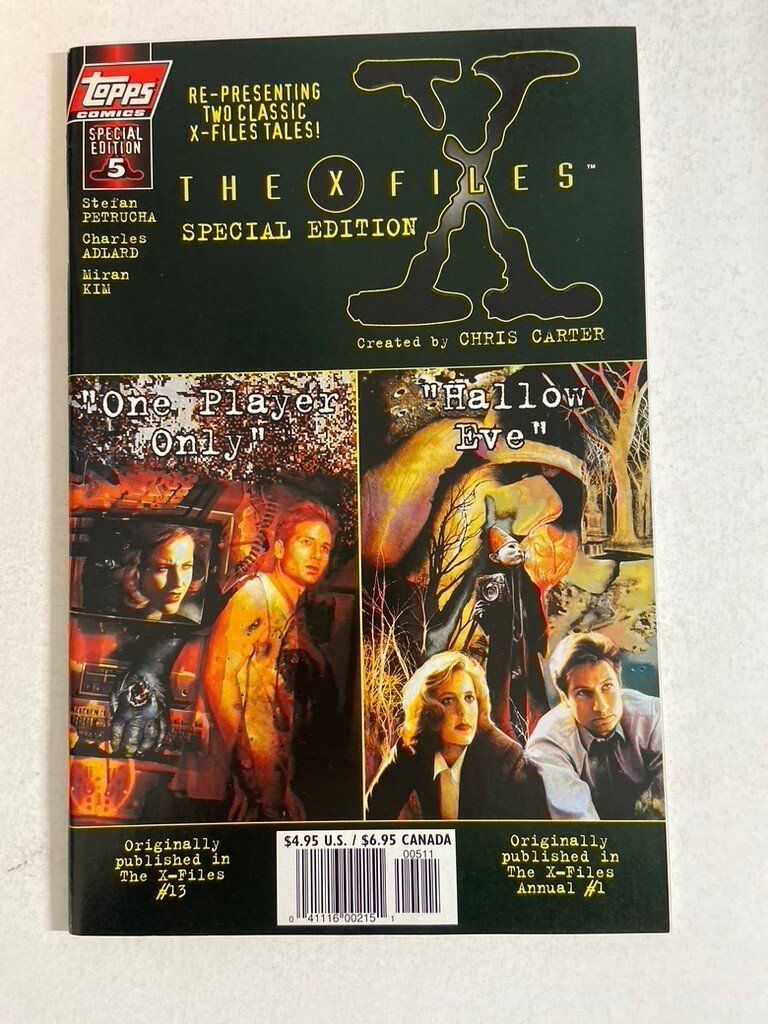 Topps
COMICS
SPECIAL
EDITION
5
Stefan
PETRUCHA
Charles
ADLARD
Miran
KIM
RE-PRESENTING
TWO CLASSIC
X-FILES TALES!
X
THE X FILES™
SPECIAL EDITION
Created by CHRIS CARTER
"One Player
Only"
"Hallow
Eve"
Originally
published in
The X-Files
#13
$4.95 U.S. / $6.95 CANADA
00511
0 41116 00215 1
Originally
published in
The X-Files
Annual #1